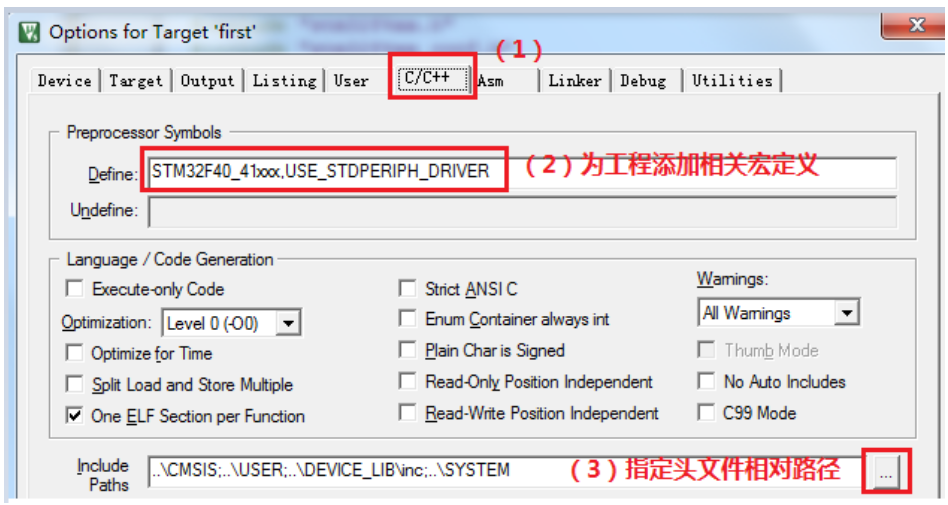 Options for Target 'first'
(1)
Device Target Output Listing User C/C++ Asm Linker Debug Utilities
Preprocessor Symbols
Define: STM32F40_41xxx,USE_STDPERIPH_DRIVER (2)为工程添加相关宏定义
Undefine:
Language / Code Generation
Execute-only Code Strict ANSI C Warnings:
Optimization: Level 0 (-O0) Enum Container always int All Warnings
Optimize for Time Plain Char is Signed Thumb Mode
Split Load and Store Multiple Read-Only Position Independent No Auto Includes
One ELF Section per Function Read-Write Position Independent C99 Mode
Include Paths ..\CMSIS;..\USER;..\DEVICE_LIB\inc;..\SYSTEM (3)指定头文件相对路径 ...